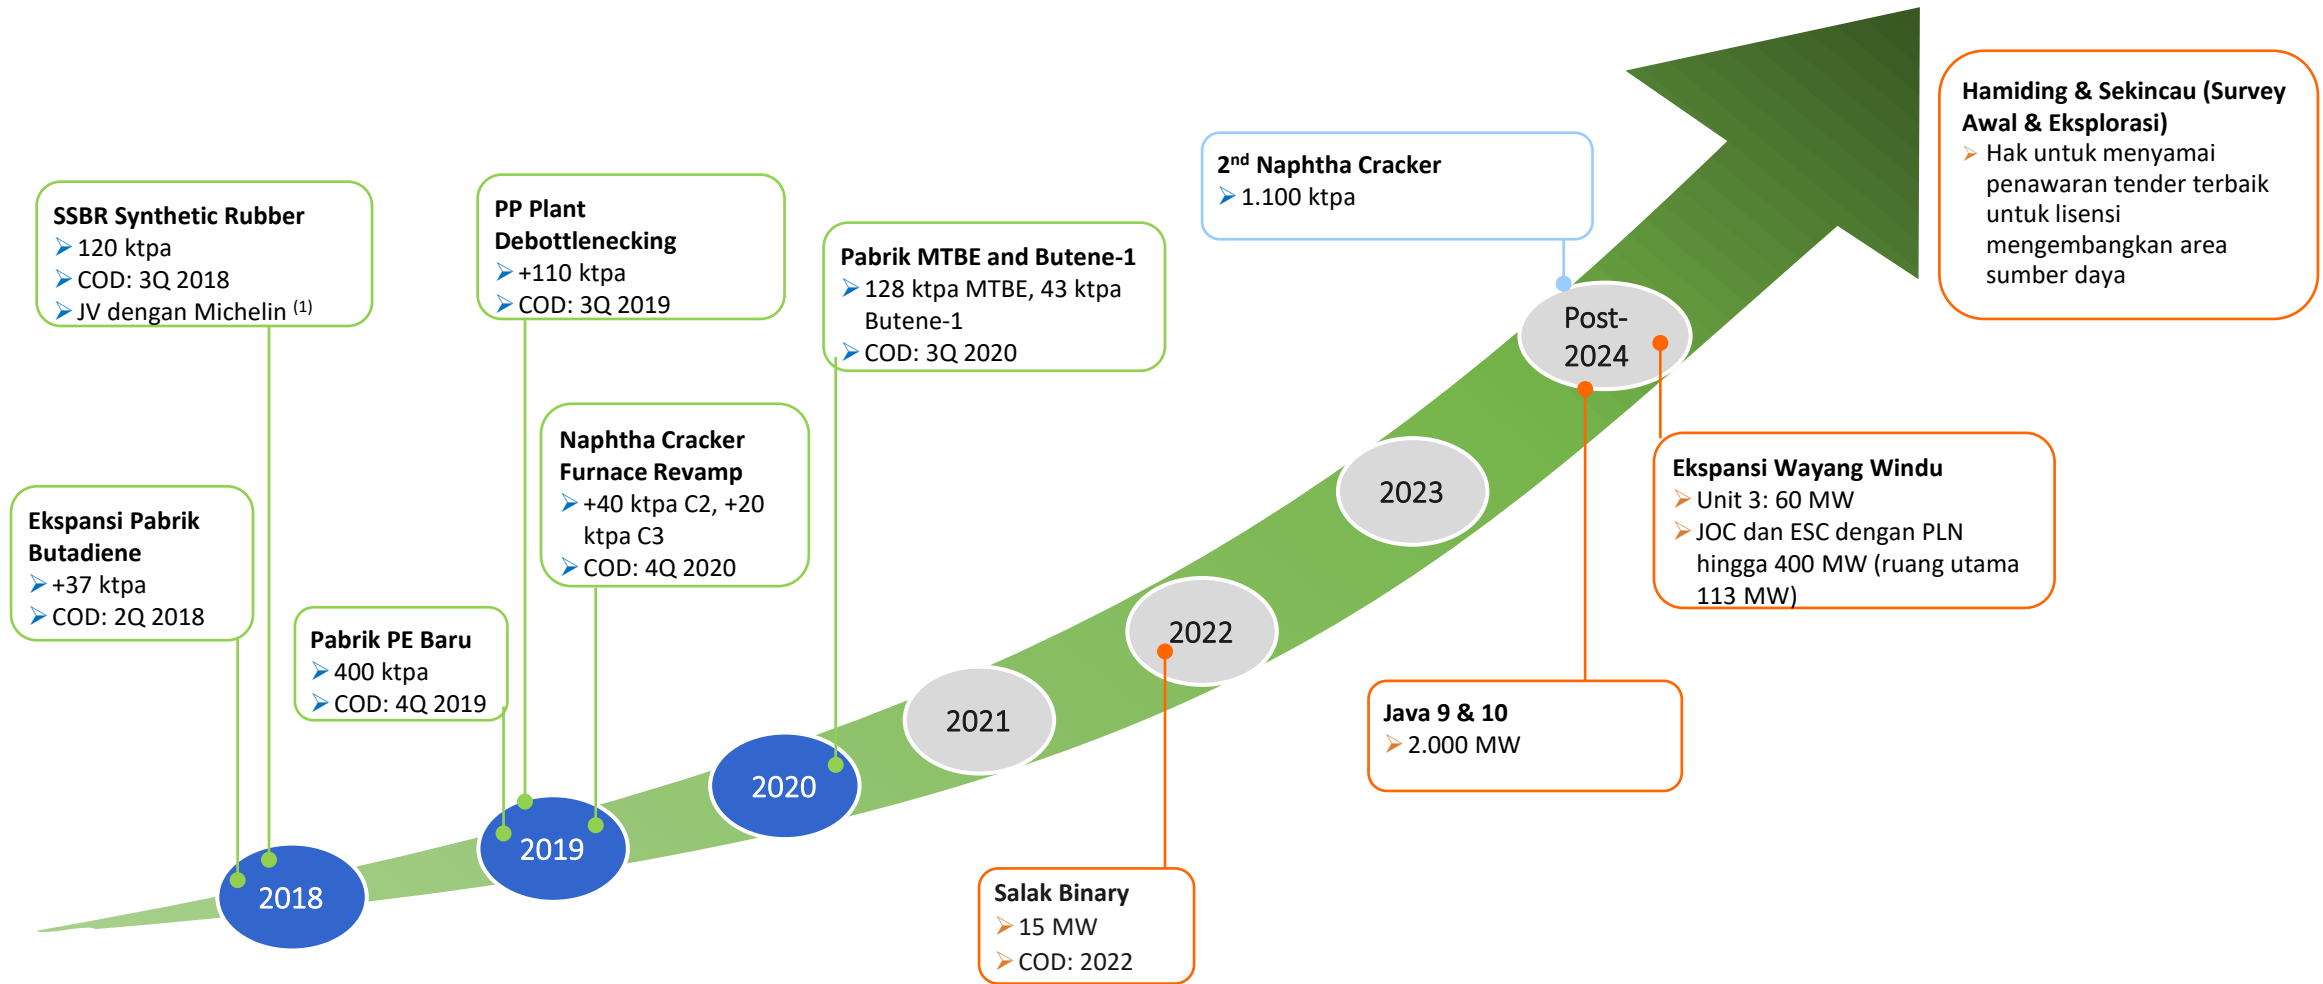 SSBR Synthetic Rubber
➢ 120 ktpa
➢ COD: 3Q 2018
➢ JV dengan Michelin (1)
Ekspansi Pabrik
Butadiene
➢ +37 ktpa
➢ COD: 2Q 2018
Pabrik PE Baru
➢ 400 ktpa
➢ COD: 4Q 2019
PP Plant
Debottlenecking
➢ +110 ktpa
➢ COD: 3Q 2019
Naphtha Cracker
Furnace Revamp
➢ +40 ktpa C2, +20
ktpa C3
➢ COD: 4Q 2020
Pabrik MTBE and Butene-1
➢ 128 ktpa MTBE, 43 ktpa
Butene-1
➢ COD: 3Q 2020
2nd Naphtha Cracker
➢ 1.100 ktpa
Hamiding & Sekincau (Survey
Awal & Eksplorasi)
➢ Hak untuk menyamai
penawaran tender terbaik
untuk lisensi
mengembangkan area
sumber daya
Ekspansi Wayang Windu
➢ Unit 3: 60 MW
➢ JOC dan ESC dengan PLN
hingga 400 MW (ruang utama
113 MW)
Java 9 & 10
➢ 2.000 MW
Salak Binary
➢ 15 MW
➢ COD: 2022
2018
2019
2020
2021
2022
2023
Post-
2024